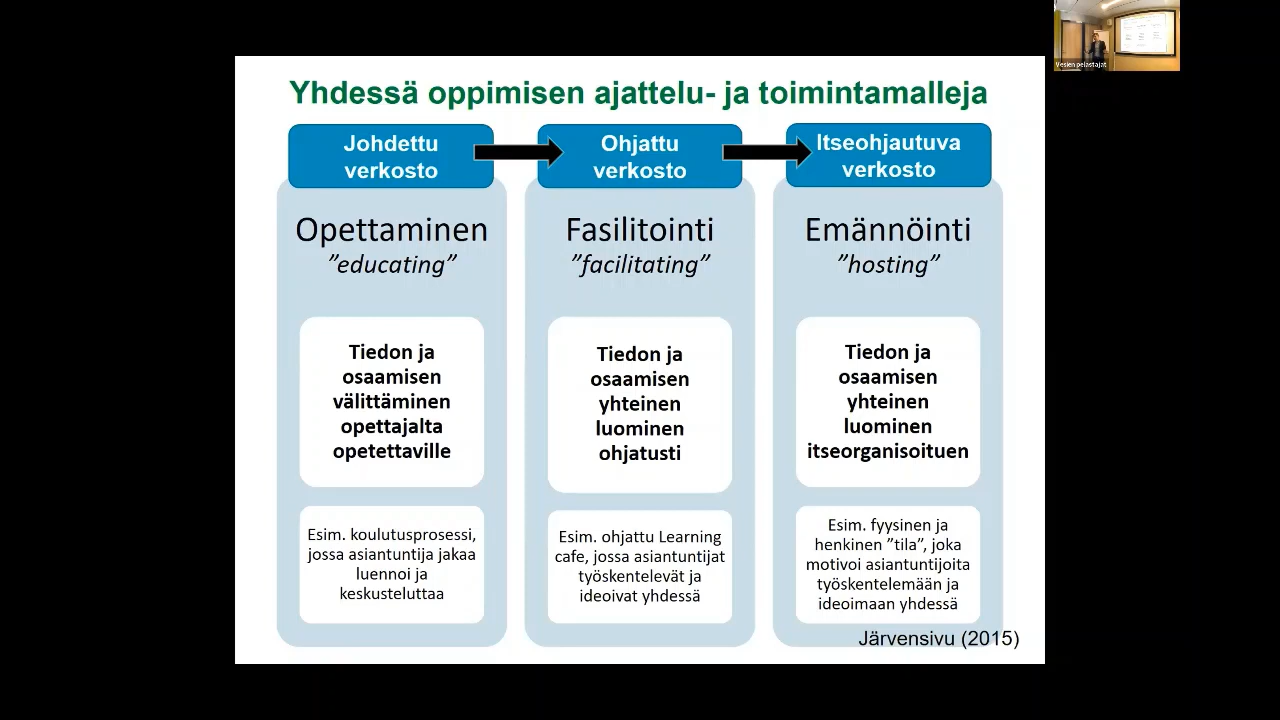 Vesien pelastajat
Yhdessä oppimisen ajattelu- ja toimintamalleja
Johdettu
verkosto
Ohjattu
verkosto
Itseohjautuva
verkosto
Opettaminen
”educating”
Tiedon ja
osaamisen
välittäminen
opettajalta
opetettaville
Esim. koulutusprosessi,
jossa asiantuntija jakaa
luennoi ja
keskusteluttaa
Fasilitointi
”facilitating”
Tiedon ja
osaamisen
yhteinen
luominen
ohjatusti
Esim. ohjattu Learning
cafe, jossa asiantuntijat
työskentelevät ja
ideoivat yhdessä
Emännöinti
”hosting”
Tiedon ja
osaamisen
yhteinen
luominen
itseorganisoituen
Esim. fyysinen ja
henkinen ”tila”, joka
motivoi asiantuntijoita
työskentelemään ja
ideoimaan yhdessä
Järvensivu (2015)